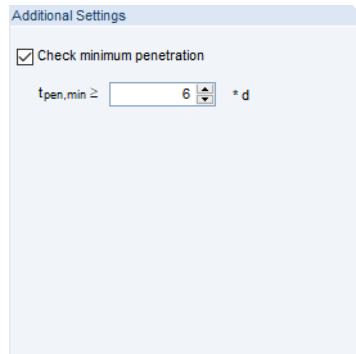 Additional Settings
Check minimum penetration
tpen,min ≥ 6 * d